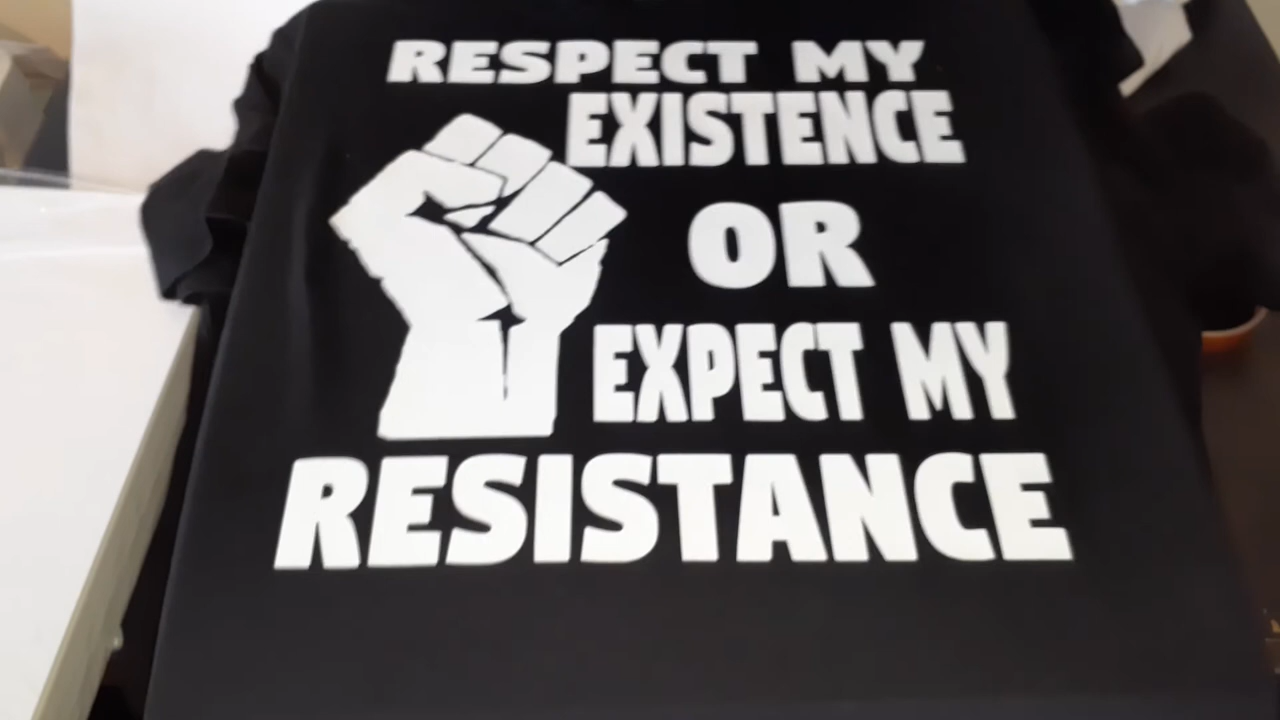 RESPECT MY
EXISTENCE
OR
EXPECT MY
RESISTANCE